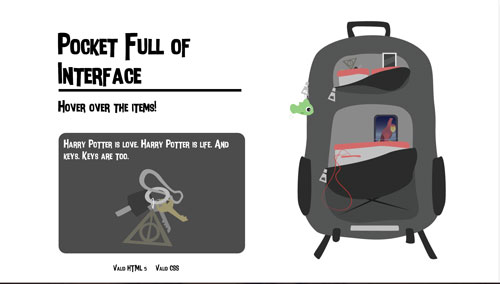 Pocket Full of
Interface
Hover over the items!
Harry Potter is love. Harry Potter is life. And
keys. Keys are too.
Valid HTML 5 Valid CSS